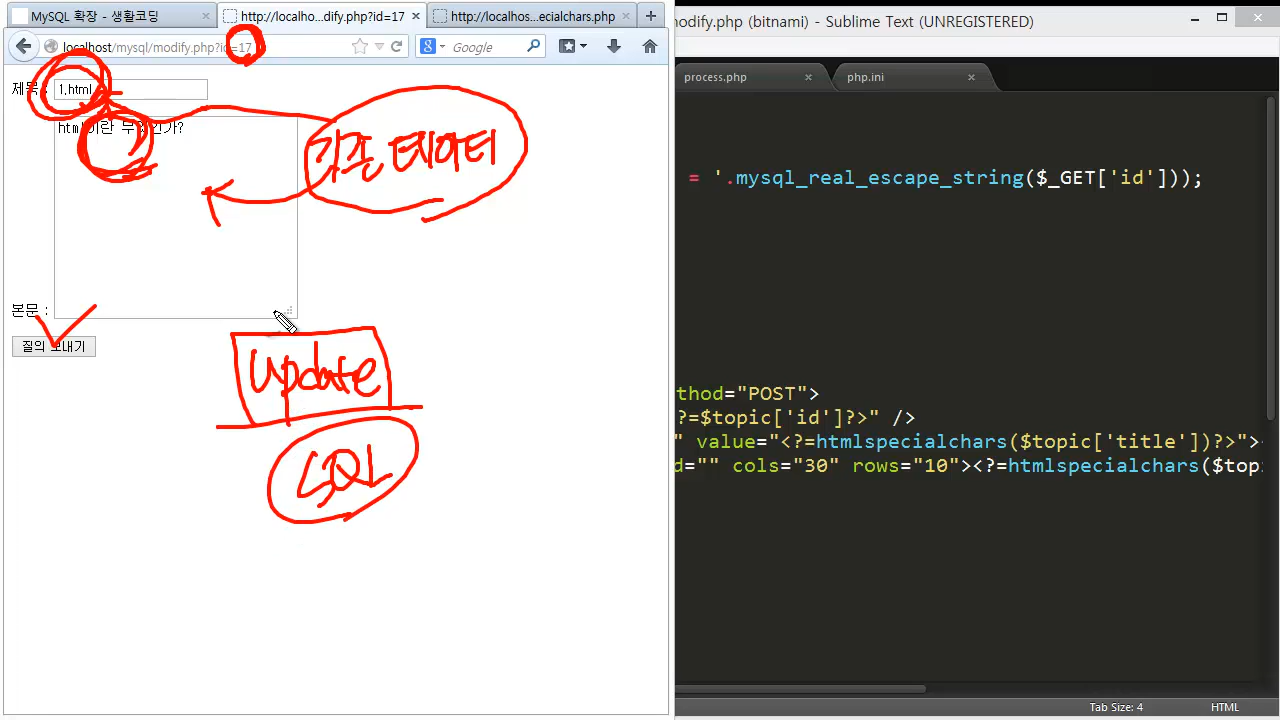 MySQL 확장 - 생활코딩
http://localho...dify.php?id=17
http://localhos...ecialchars.php
localhost/mysql/modify.php?id=17
Google
modify.php (bitnami) - Sublime Text (UNREGISTERED)
process.php
php.ini
제목 :
1.html
html이란 무엇인가?
기존 데이터
= '.mysql_real_escape_string($_GET['id']));
본문 :
질의 보내기
update
SQL
thod="POST">
?=$topic['id']?>" />
" value="<?=htmlspecialchars($topic['title'])?>">
d="" cols="30" rows="10"><?=htmlspecialchars($top
Tab Size: 4
HTML